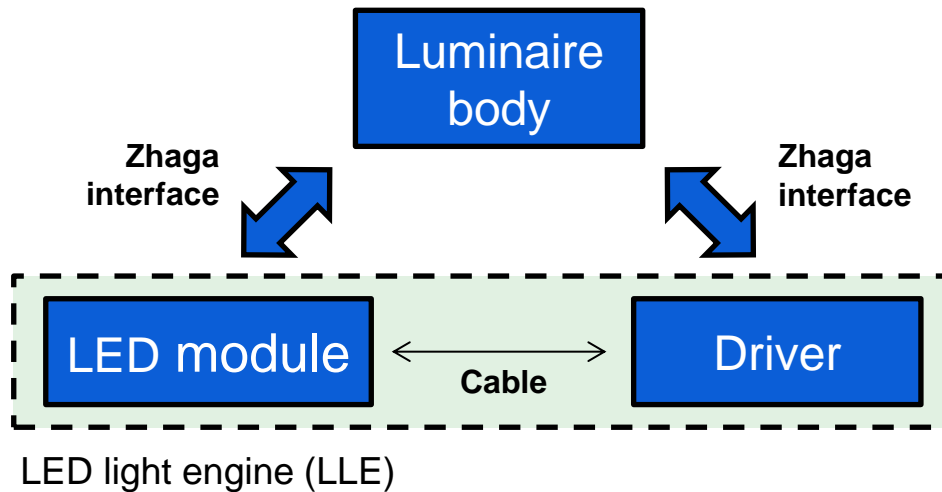 Luminaire
body
Zhaga
interface
Zhaga
interface
LED module
Cable
Driver
LED light engine (LLE)